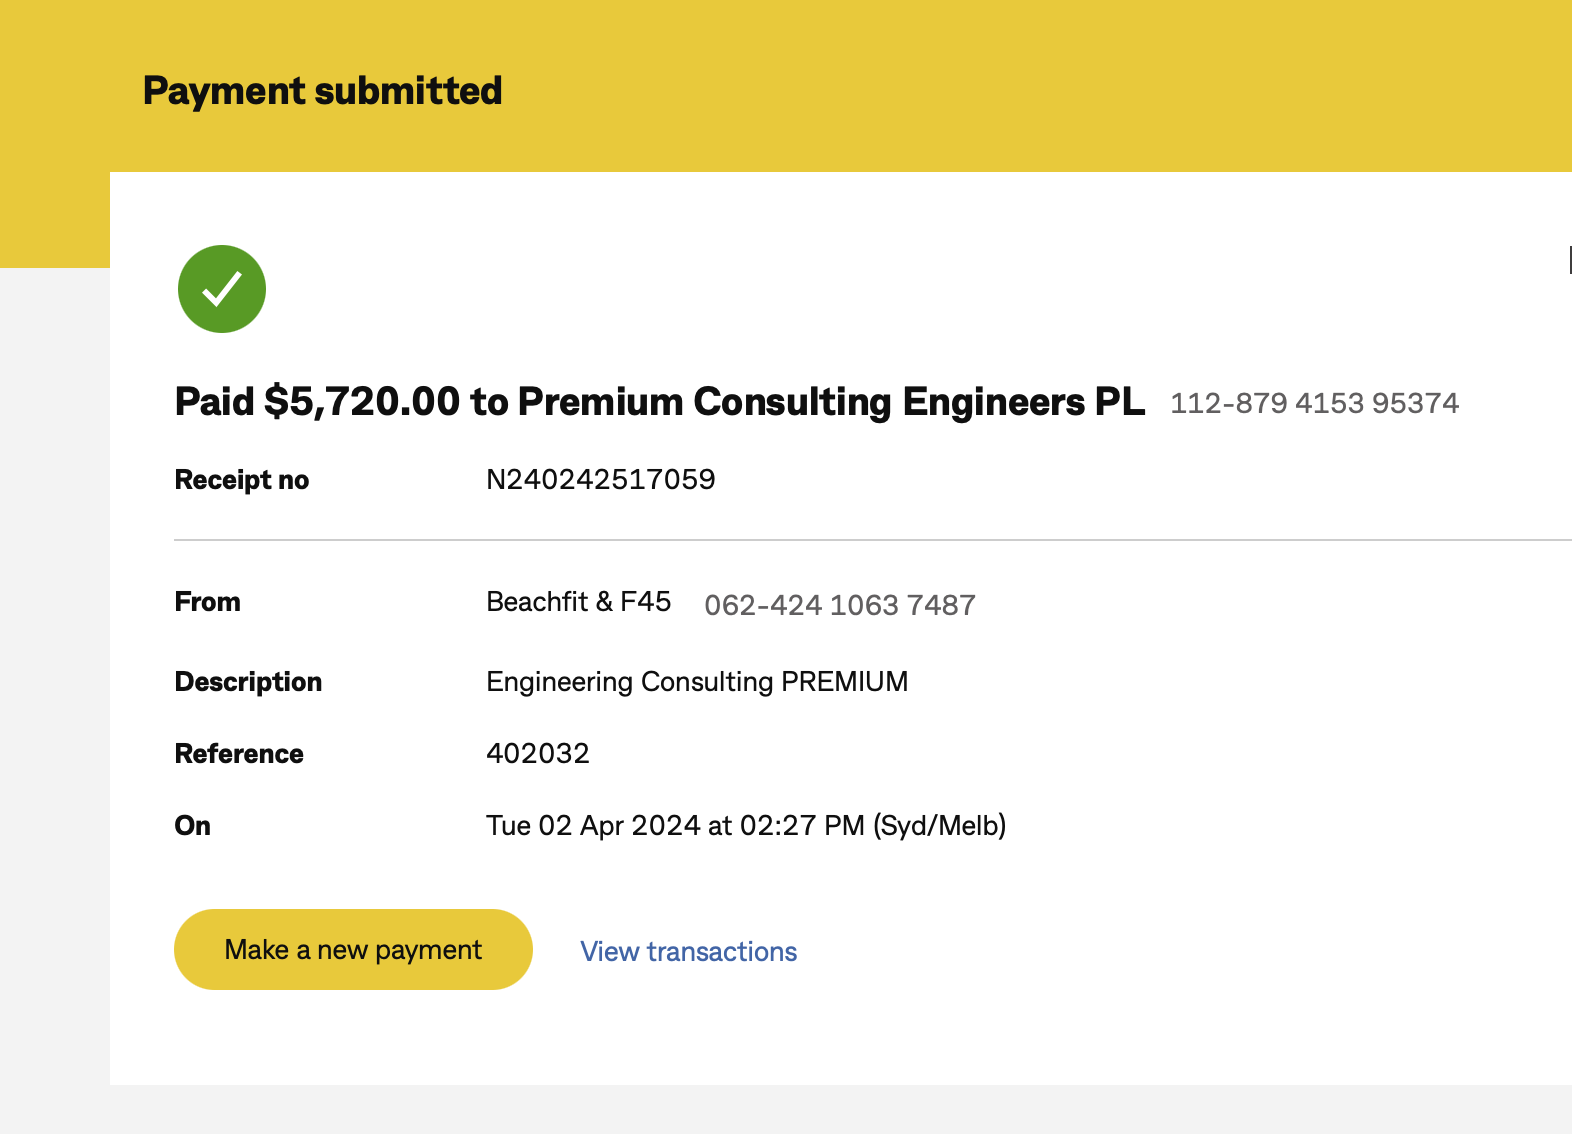 Payment submitted
Paid $5,720.00 to Premium Consulting Engineers PL 112-879 4153 95374
Receipt no N240242517059
From Beachfit & F45 062-424 1063 7487
Description Engineering Consulting PREMIUM
Reference 402032
On Tue 02 Apr 2024 at 02:27 PM (Syd/Melb)
Make a new payment View transactions